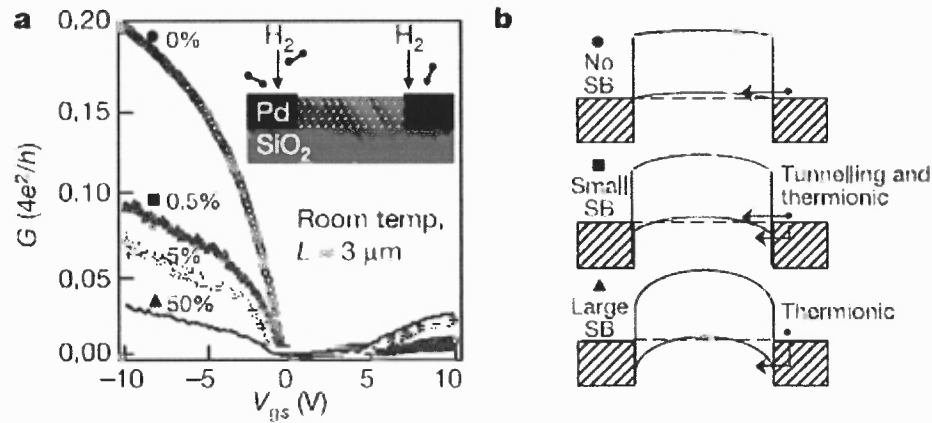 a
0,20
0,15
0,10
0,05
0,00
G (4e²/h)
−10
−5
0
5
10
V gs (V)
● 0%
■ 0,5%
5%
▲ 50%
H₂
H₂
Pd
SiO₂
Room temp,
L = 3 μm
b
●
No
SB
■
Small
SB
Tunnelling and
thermionic
▲
Large
SB
Thermionic